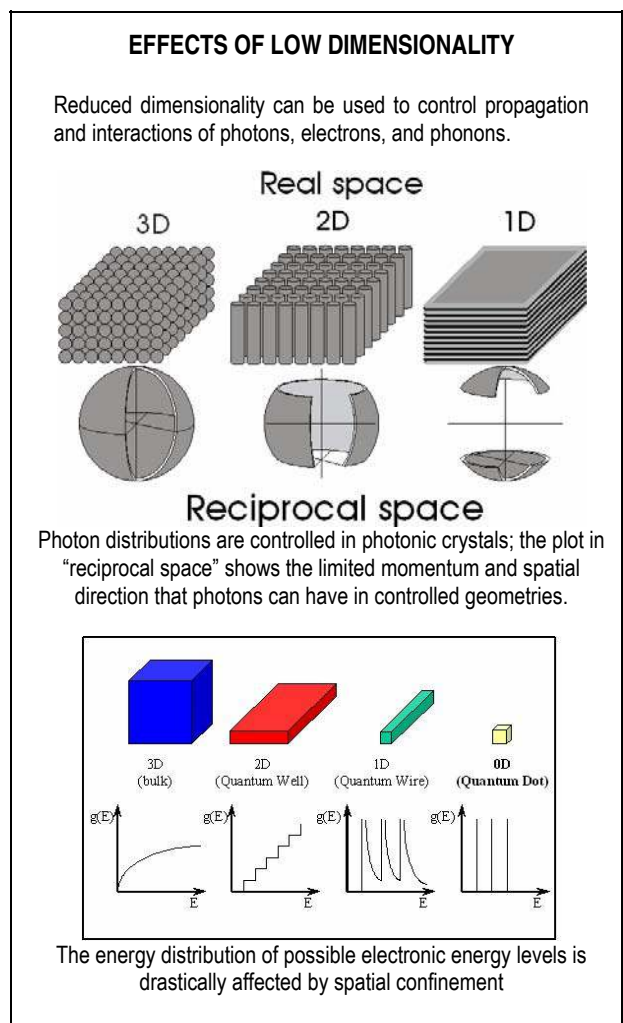 EFFECTS OF LOW DIMENSIONALITY
Reduced dimensionality can be used to control propagation
and interactions of photons, electrons, and phonons.
Real space
3D 2D 1D
Reciprocal space
Photon distributions are controlled in photonic crystals; the plot in
“reciprocal space” shows the limited momentum and spatial
direction that photons can have in controlled geometries.
3D 2D 1D 0D
(bulk) (Quantum Well) (Quantum Wire) (Quantum Dot)
g(E) g(E) g(E) g(E)
E E E E
The energy distribution of possible electronic energy levels is
drastically affected by spatial confinement